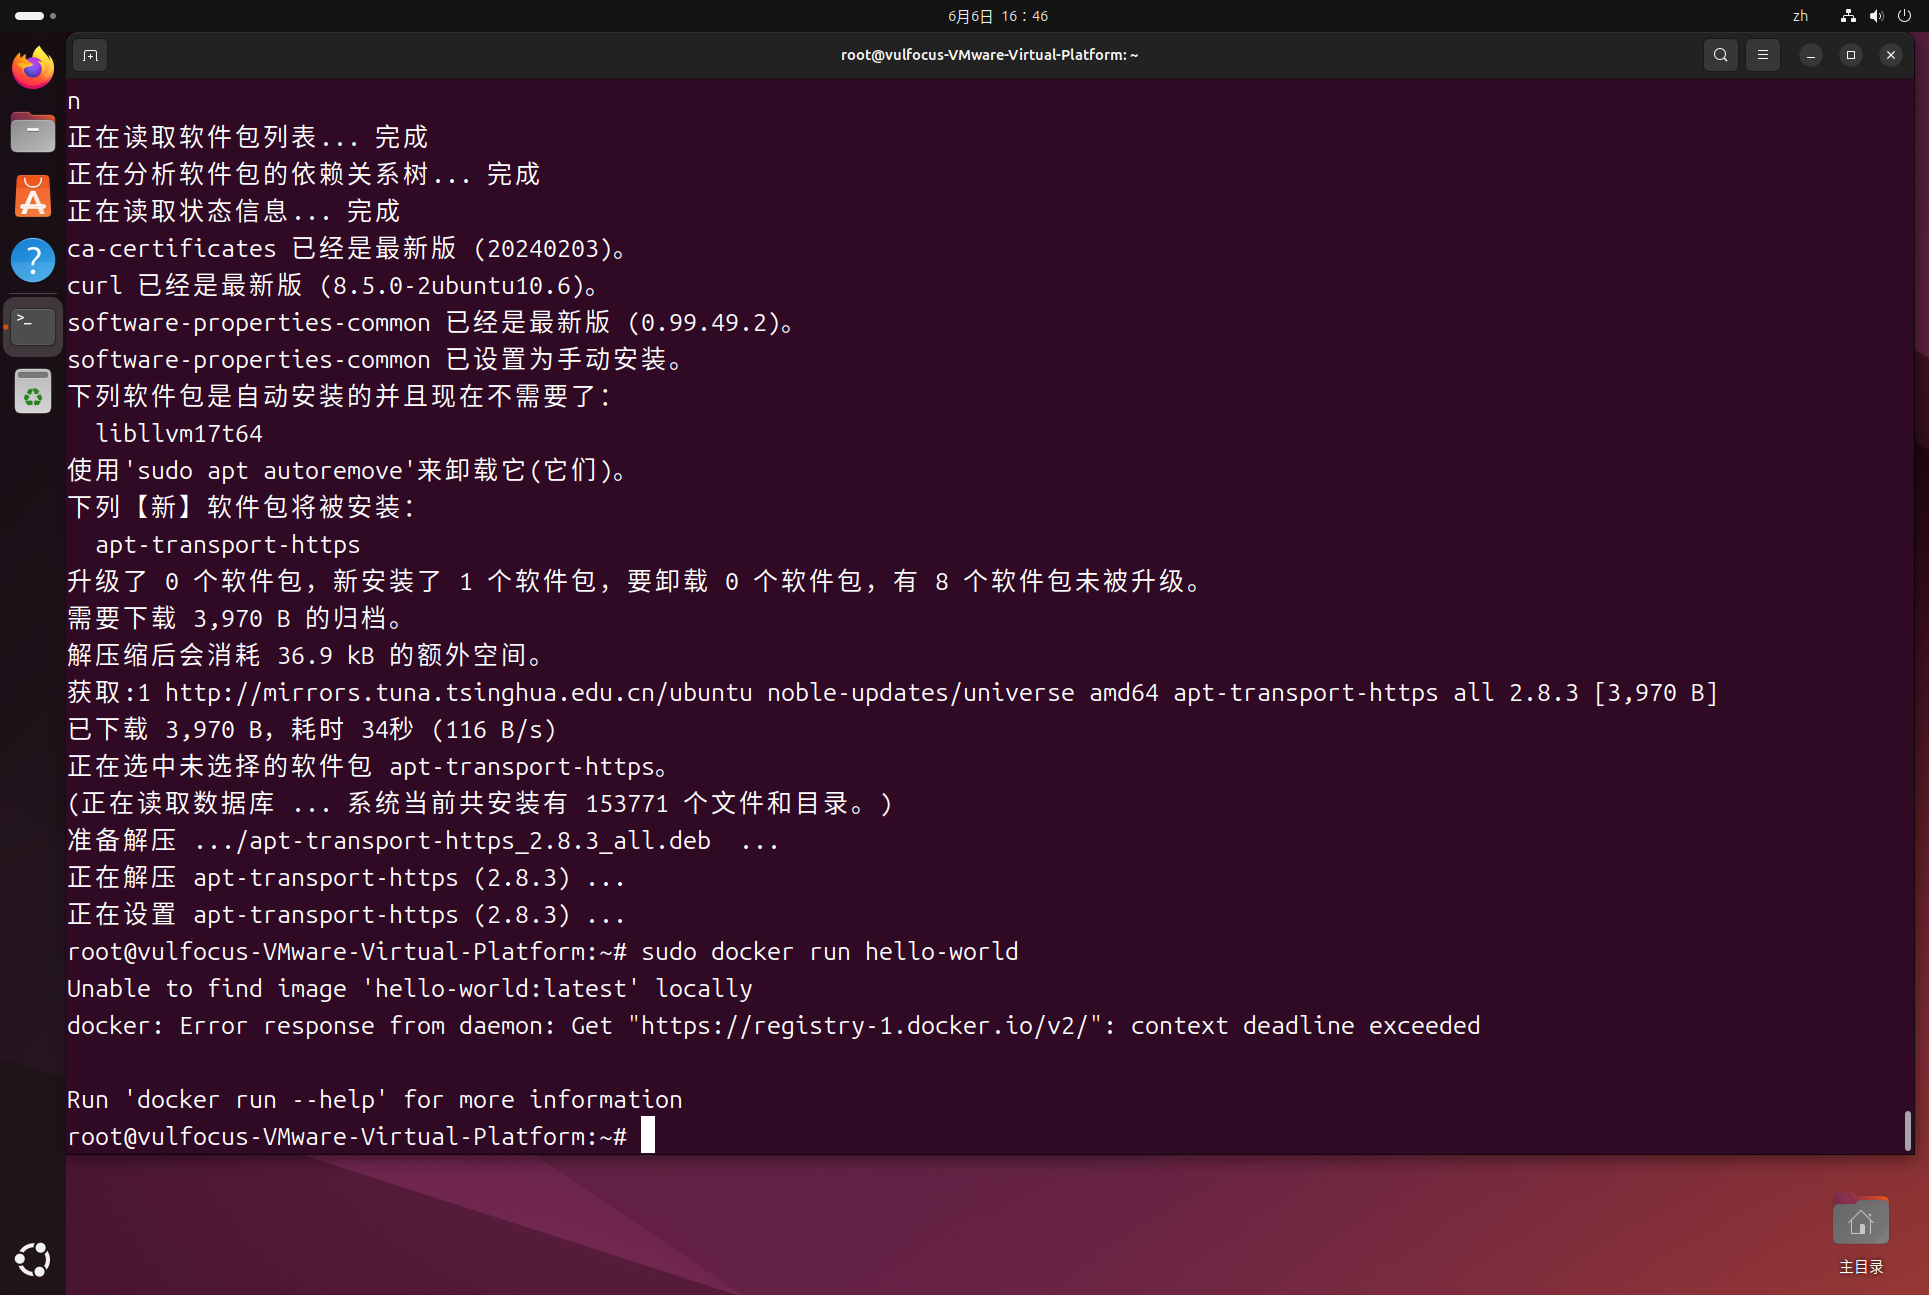 6月6日 16：46
zh
root@vulfocus-VMware-Virtual-Platform: ~
n
正在读取软件包列表... 完成
正在分析软件包的依赖关系树... 完成
正在读取状态信息... 完成
ca-certificates 已经是最新版 (20240203)。
curl 已经是最新版 (8.5.0-2ubuntu10.6)。
software-properties-common 已经是最新版 (0.99.49.2)。
software-properties-common 已设置为手动安装。
下列软件包是自动安装的并且现在不需要了：
  libllvm17t64
使用'sudo apt autoremove'来卸载它(它们)。
下列【新】软件包将被安装：
  apt-transport-https
升级了 0 个软件包，新安装了 1 个软件包，要卸载 0 个软件包，有 8 个软件包未被升级。
需要下载 3,970 B 的归档。
解压缩后会消耗 36.9 kB 的额外空间。
获取:1 http://mirrors.tuna.tsinghua.edu.cn/ubuntu noble-updates/universe amd64 apt-transport-https all 2.8.3 [3,970 B]
已下载 3,970 B，耗时 34秒 (116 B/s)
正在选中未选择的软件包 apt-transport-https。
(正在读取数据库 ... 系统当前共安装有 153771 个文件和目录。)
准备解压 .../apt-transport-https_2.8.3_all.deb  ...
正在解压 apt-transport-https (2.8.3) ...
正在设置 apt-transport-https (2.8.3) ...
root@vulfocus-VMware-Virtual-Platform:~# sudo docker run hello-world
Unable to find image 'hello-world:latest' locally
docker: Error response from daemon: Get "https://registry-1.docker.io/v2/": context deadline exceeded
Run 'docker run --help' for more information
root@vulfocus-VMware-Virtual-Platform:~#
主目录